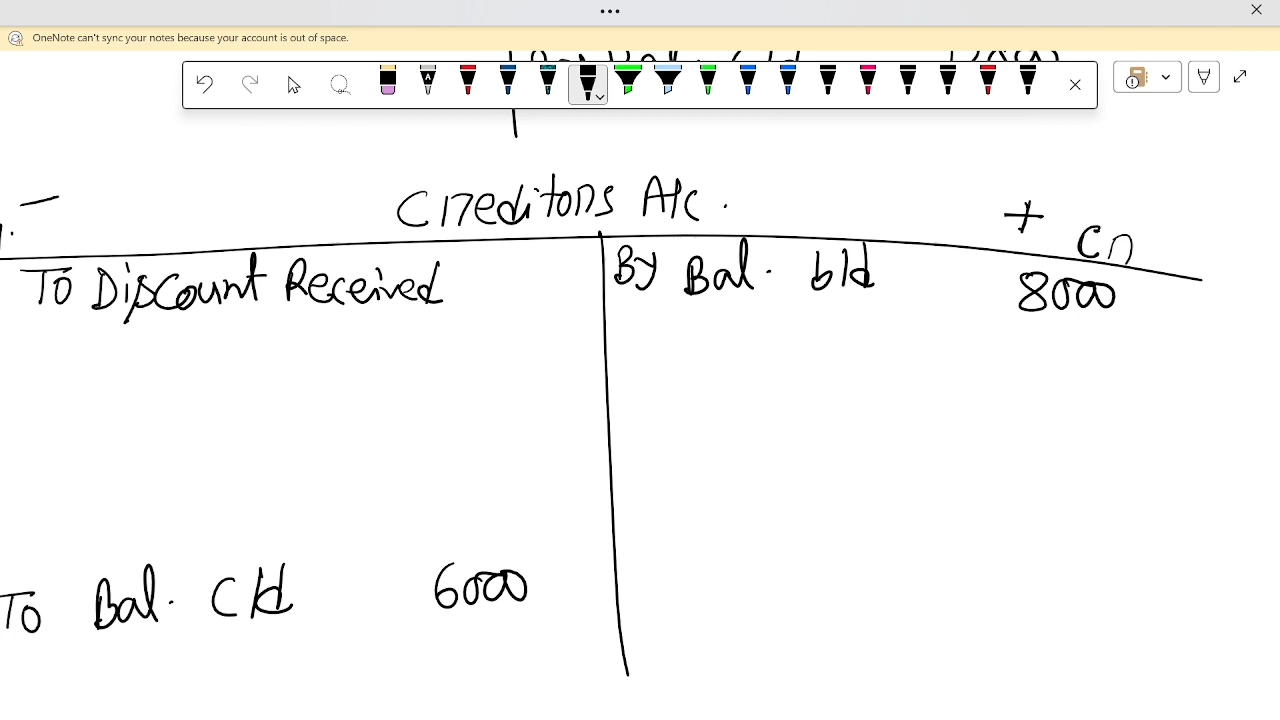 OneNote can't sync your notes because your account is out of space.
A
Creditors A/c.
+
Cr
To Discount Received
By Bal. b/d 8000
To Bal. c/d 6000